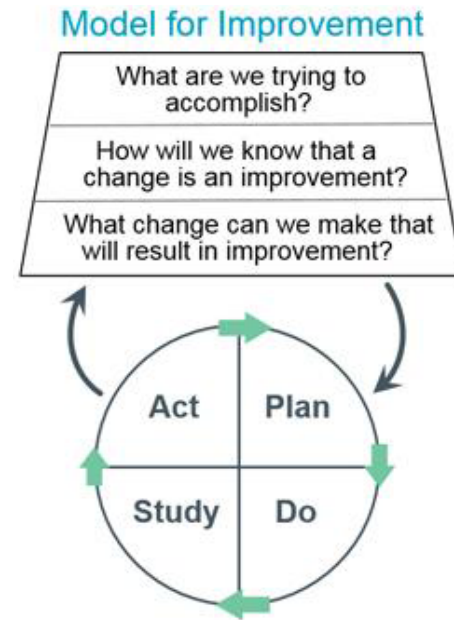 Model for Improvement
What are we trying to
accomplish?
How will we know that a
change is an improvement?
What change can we make that
will result in improvement?
Act
Plan
Study
Do